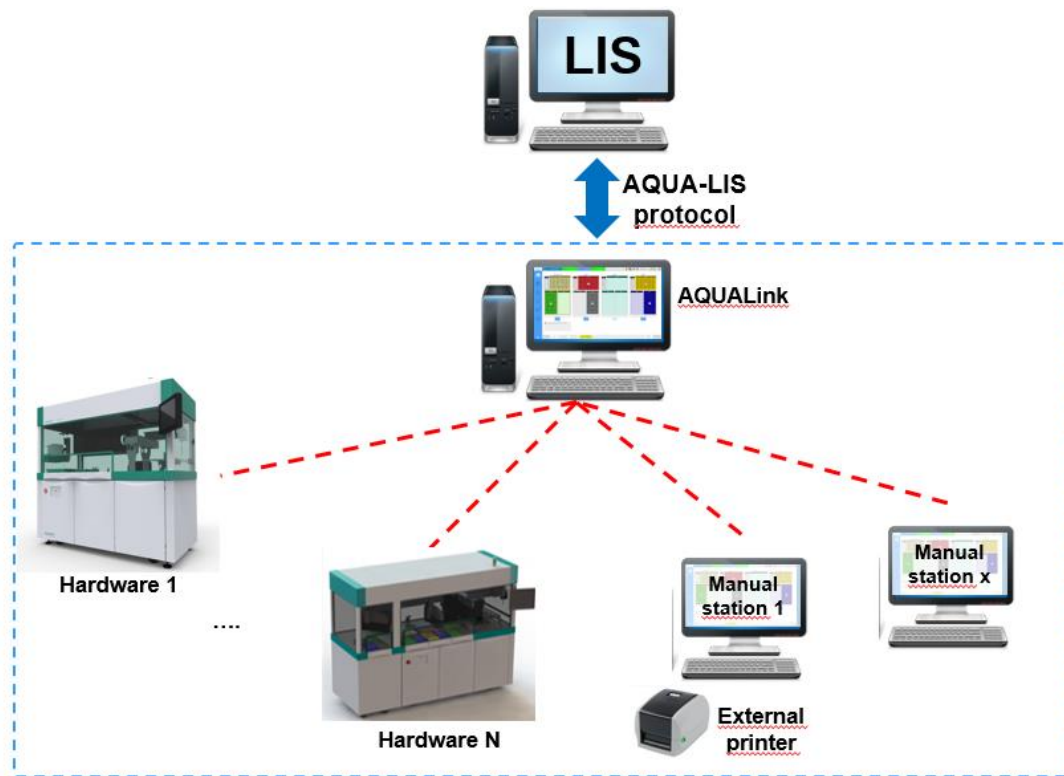 LIS
AQUA-LIS
protocol
AQUALink
Hardware 1
....
Hardware N
Manual
station 1
Manual
station x
External
printer